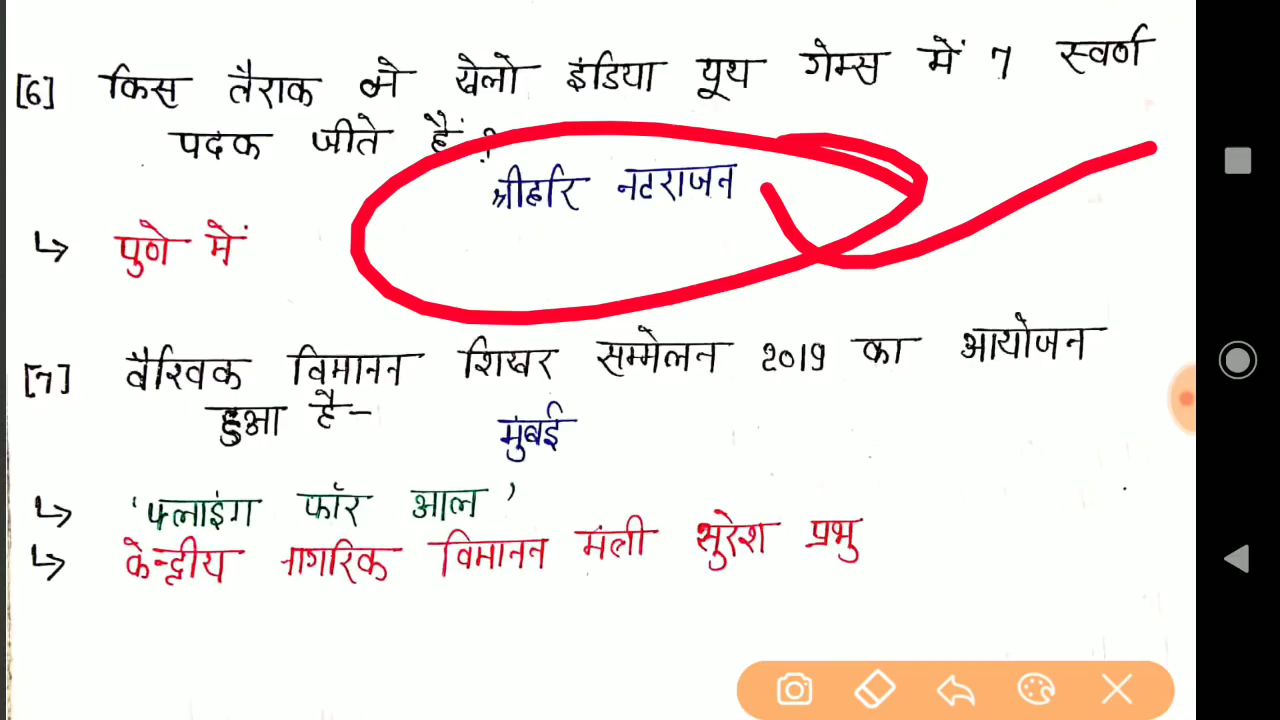 [6] किस तैराक ने खेलो इंडिया यूथ गेम्स में 7 स्वर्ण
पदक जीते हैं ?
श्रीहरि नटराजन
↳ पुणे में
[7] वैश्विक विमानन शिखर सम्मेलन 2019 का आयोजन
हुआ है-
मुंबई
↳ 'फ्लाइंग फॉर आल'
↳ केन्द्रीय नागरिक विमानन मंत्री सुरेश प्रभु